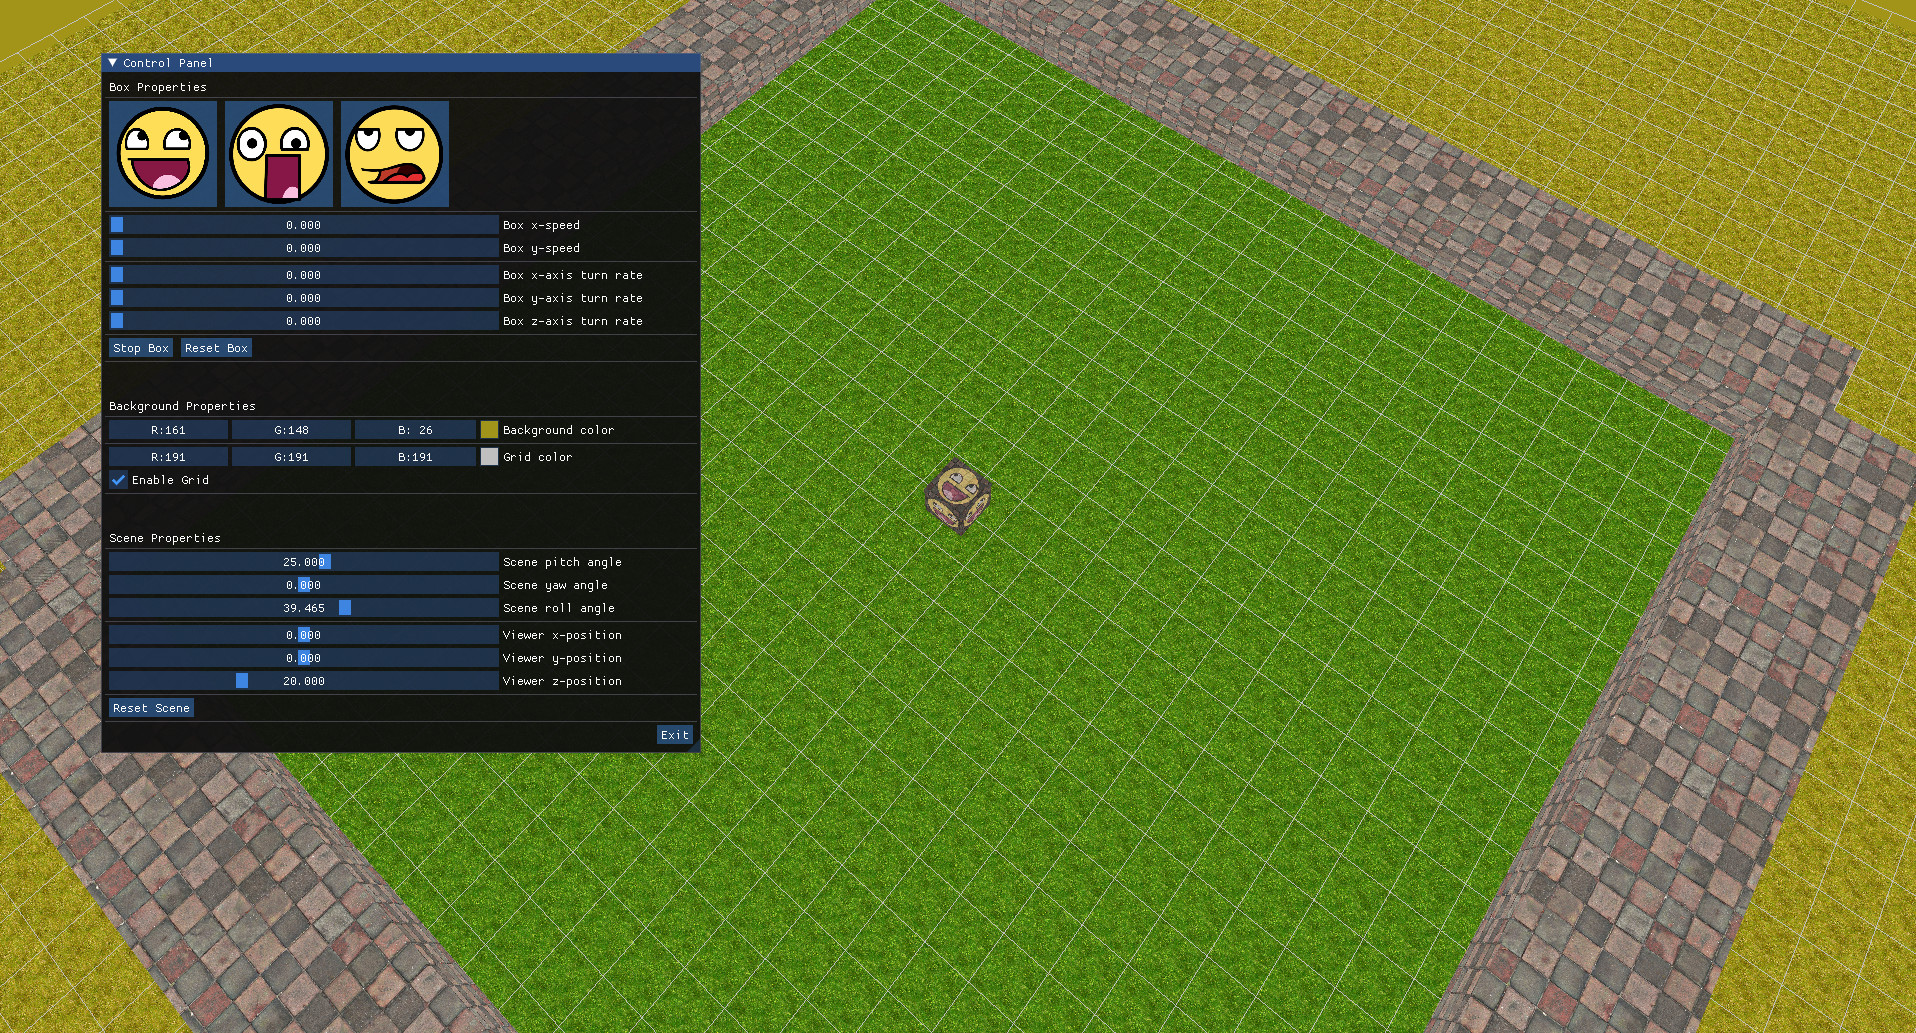 Control Panel
Box Properties
0.000 Box x-speed
0.000 Box y-speed
0.000 Box x-axis turn rate
0.000 Box y-axis turn rate
0.000 Box z-axis turn rate
Stop Box Reset Box
Background Properties
R:161 G:148 B: 26 Background color
R:191 G:191 B:191 Grid color
Enable Grid
Scene Properties
25.000 Scene pitch angle
0.000 Scene yaw angle
39.465 Scene roll angle
0.000 Viewer x-position
0.000 Viewer y-position
20.000 Viewer z-position
Reset Scene
Exit